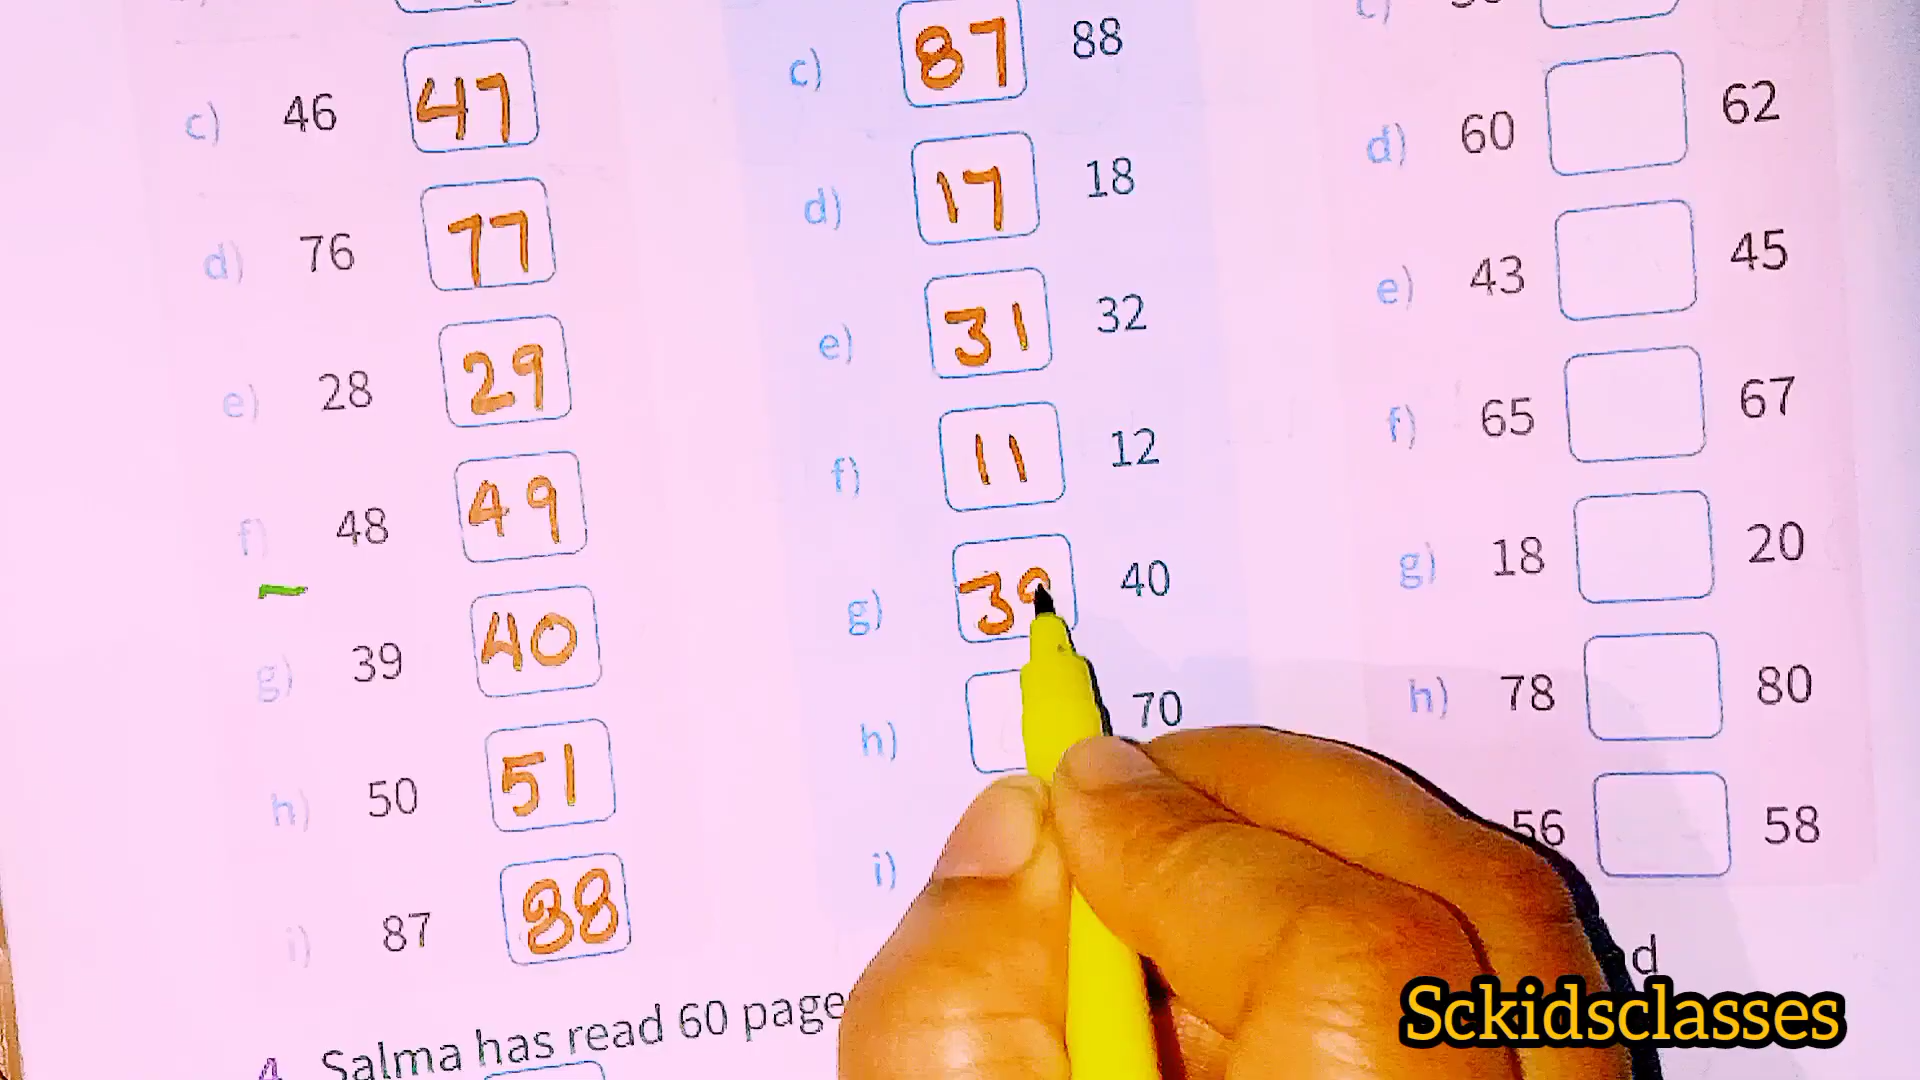 c) 46 47
d) 76 77
e) 28 29
f) 48 49
g) 39 40
h) 50 51
i) 87 88
c) 87 88
d) 17 18
e) 31 32
f) 11 12
g) 39 40
h) 70
i)
c)
d) 60 62
e) 43 45
f) 65 67
g) 18 20
h) 78 80
56 58
4 Salma has read 60 page
Sckidsclasses